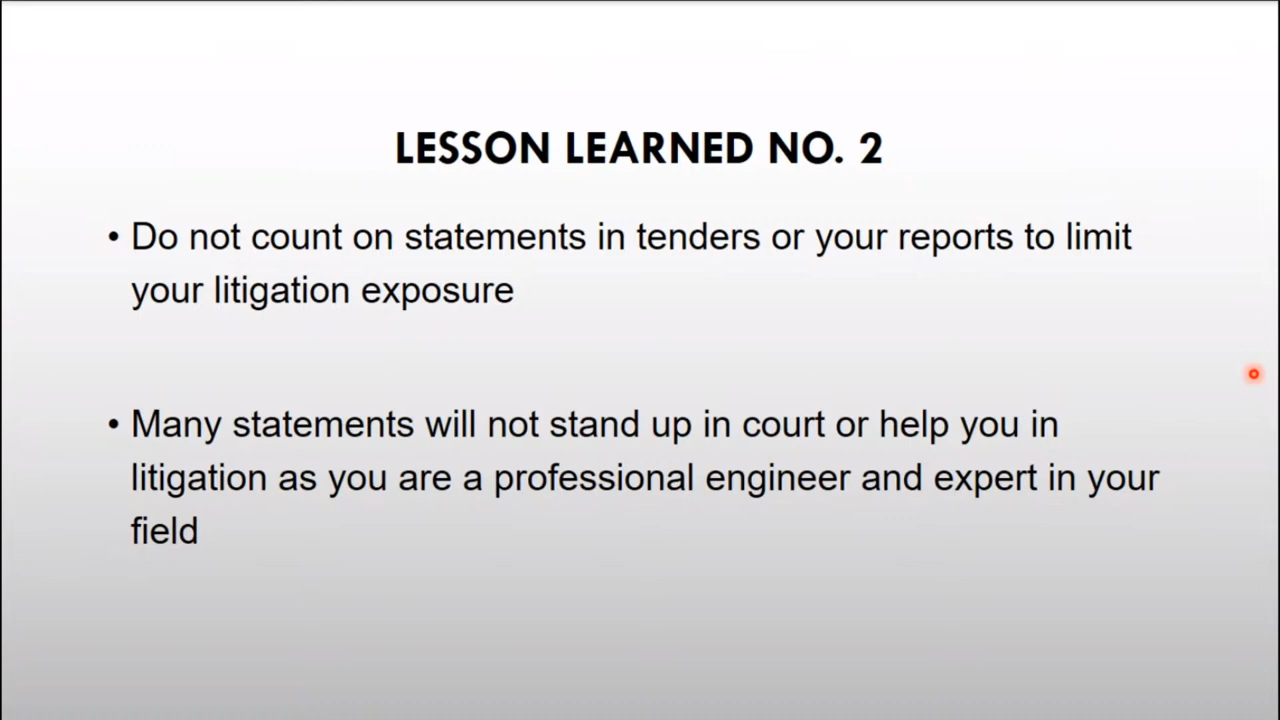 LESSON LEARNED NO. 2
• Do not count on statements in tenders or your reports to limit
your litigation exposure
• Many statements will not stand up in court or help you in
litigation as you are a professional engineer and expert in your
field